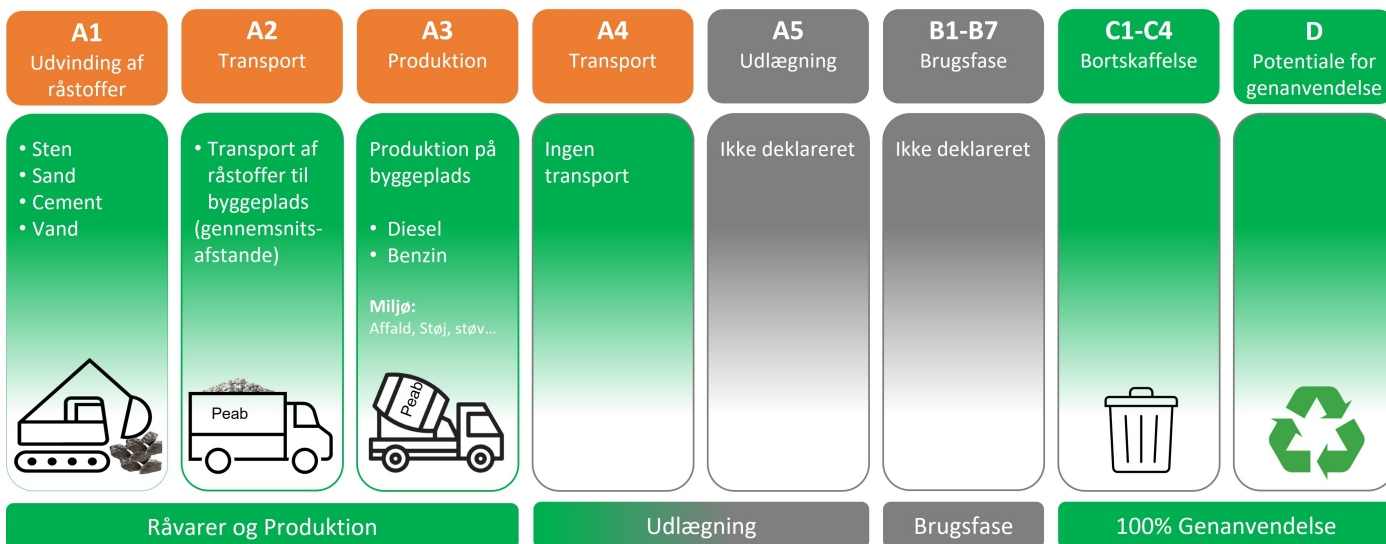 A1
Udvinding af
råstoffer
A2
Transport
A3
Produktion
A4
Transport
A5
Udlægning
B1-B7
Brugsfase
C1-C4
Bortskaffelse
D
Potentiale for
genanvendelse
• Sten
• Sand
• Cement
• Vand
• Transport af
råstoffer til
byggeplads
(gennemsnits-
afstande)
Peab
Produktion på
byggeplads
• Diesel
• Benzin
Miljø:
Affald, Støj, støv…
Peab
Ingen
transport
Ikke deklareret
Ikke deklareret
Råvarer og Produktion
Udlægning
Brugsfase
100% Genanvendelse